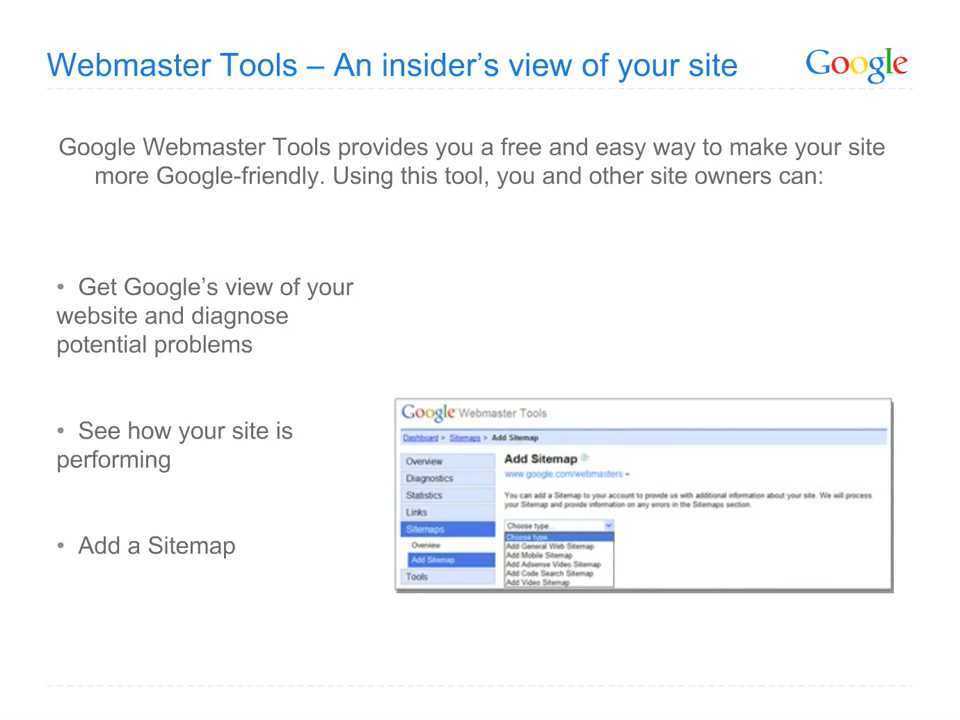 Webmaster Tools – An insider’s view of your site
Google
Google Webmaster Tools provides you a free and easy way to make your site
more Google-friendly. Using this tool, you and other site owners can:
• Get Google’s view of your
website and diagnose
potential problems
• See how your site is
performing
• Add a Sitemap
Google Webmaster Tools
Dashboard > Sitemaps > Add Sitemap
Overview
Diagnostics
Statistics
Links
Sitemaps
Overview
Add Sitemap
Tools
Add Sitemap
www.google.com/webmasters
You can add a Sitemap to your account to provide us with additional information about your site. We will process
your Sitemap and provide information on any errors in the Sitemaps section.
Choose type...
Choose type...
Add General Web Sitemap
Add Mobile Sitemap
Add Adsense Video Sitemap
Add Code Search Sitemap
Add Video Sitemap